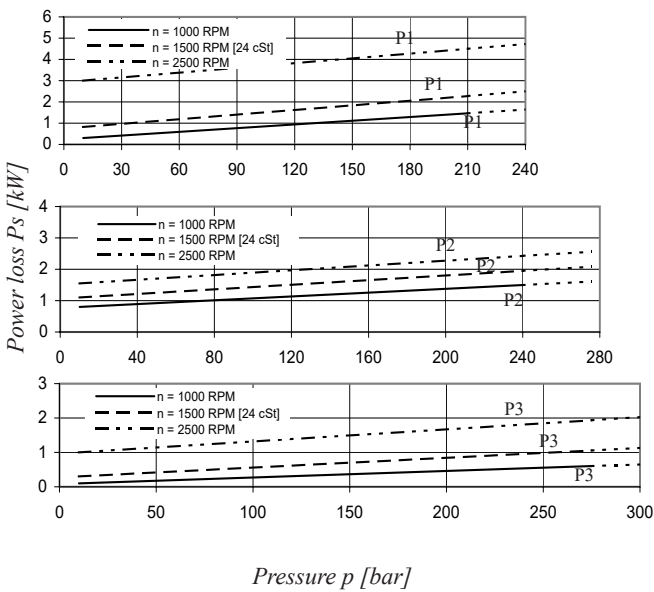 Power loss Ps [kW]
6
5
4
3
2
1
0
n = 1000 RPM
n = 1500 RPM [24 cSt]
n = 2500 RPM
P1
P1
P1
0 30 60 90 120 150 180 210 240
4
3
2
1
0
n = 1000 RPM
n = 1500 RPM [24 cSt]
n = 2500 RPM
P2
P2
P2
0 40 80 120 160 200 240 280
3
2
1
0
n = 1000 RPM
n = 1500 RPM [24 cSt]
n = 2500 RPM
P3
P3
P3
0 50 100 150 200 250 300
Pressure p [bar]